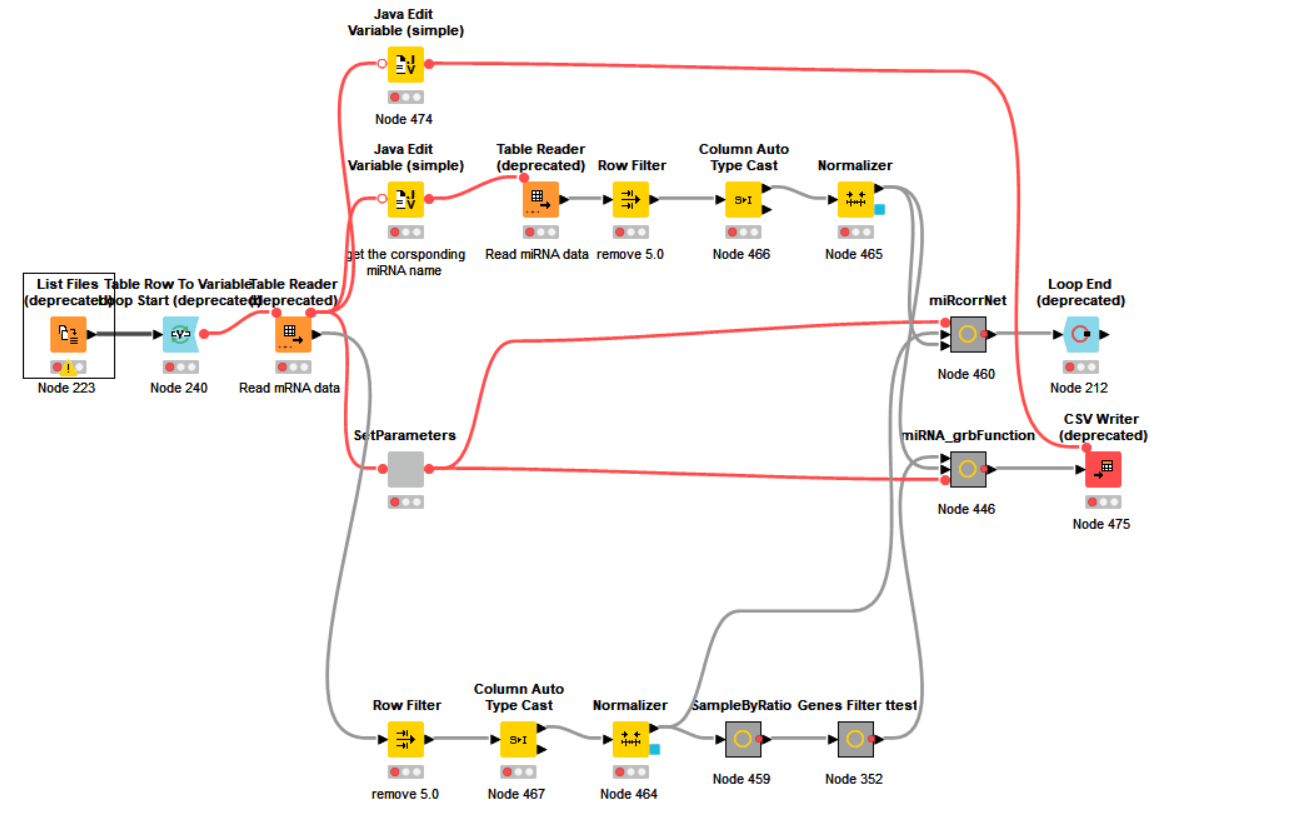 Java Edit
Variable (simple)
Node 474
Java Edit
Variable (simple)
get the corsponding
miRNA name
Table Reader
(deprecated)
Read miRNA data
Row Filter
remove 5.0
Column Auto
Type Cast
S▸I
Node 466
Normalizer
Node 465
List Files
(deprecated)
Node 223
Table Row To Variable
Loop Start (deprecated)
Node 240
Table Reader
(deprecated)
Read mRNA data
miRcorrNet
Node 460
Loop End
(deprecated)
Node 212
SetParameters
miRNA_grbFunction
Node 446
CSV Writer
(deprecated)
Node 475
Row Filter
remove 5.0
Column Auto
Type Cast
S▸I
Node 467
Normalizer
Node 464
SampleByRatio
Node 459
Genes Filter ttest
Node 352